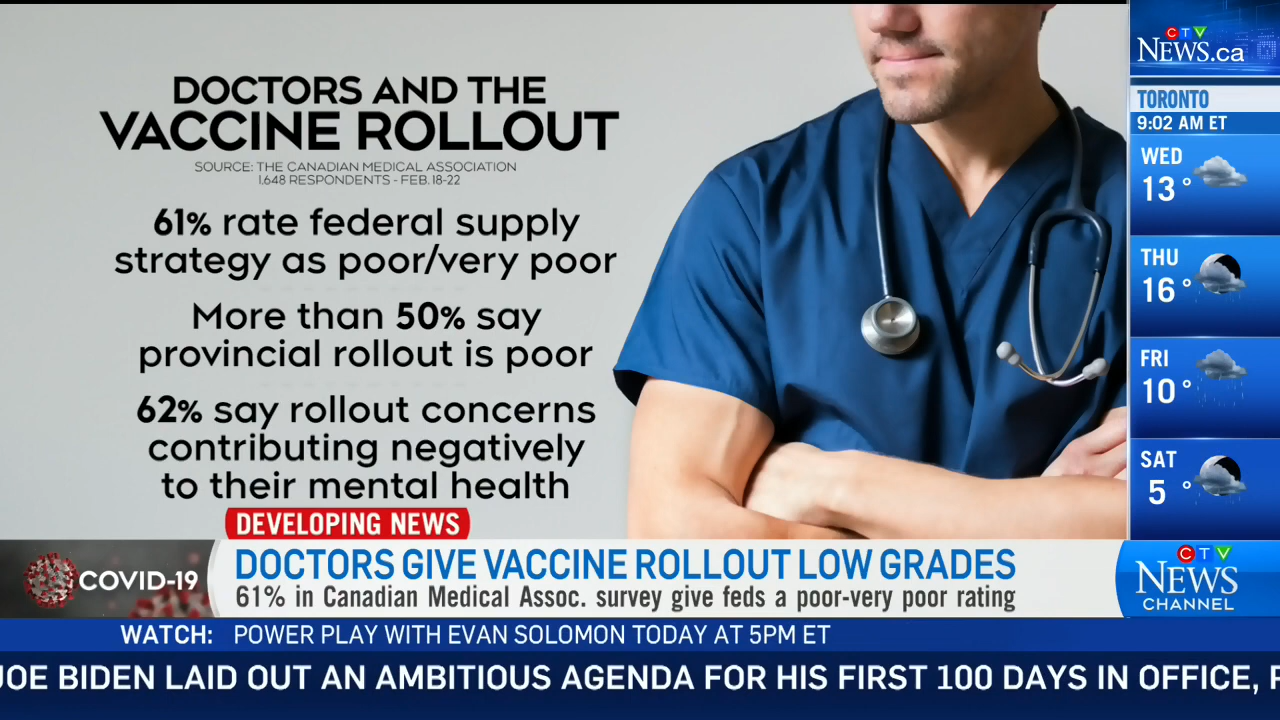 DOCTORS AND THE
VACCINE ROLLOUT
SOURCE: THE CANADIAN MEDICAL ASSOCIATION
1,648 RESPONDENTS - FEB. 18-22
61% rate federal supply
strategy as poor/very poor
More than 50% say
provincial rollout is poor
62% say rollout concerns
contributing negatively
to their mental health
CTV
NEWS.ca
TORONTO
9:02 AM ET
WED
13°
THU
16°
FRI
10°
SAT
5°
DEVELOPING NEWS
COVID-19
DOCTORS GIVE VACCINE ROLLOUT LOW GRADES
61% in Canadian Medical Assoc. survey give feds a poor-very poor rating
CTV
NEWS
CHANNEL
WATCH: POWER PLAY WITH EVAN SOLOMON TODAY AT 5PM ET
JOE BIDEN LAID OUT AN AMBITIOUS AGENDA FOR HIS FIRST 100 DAYS IN OFFICE,